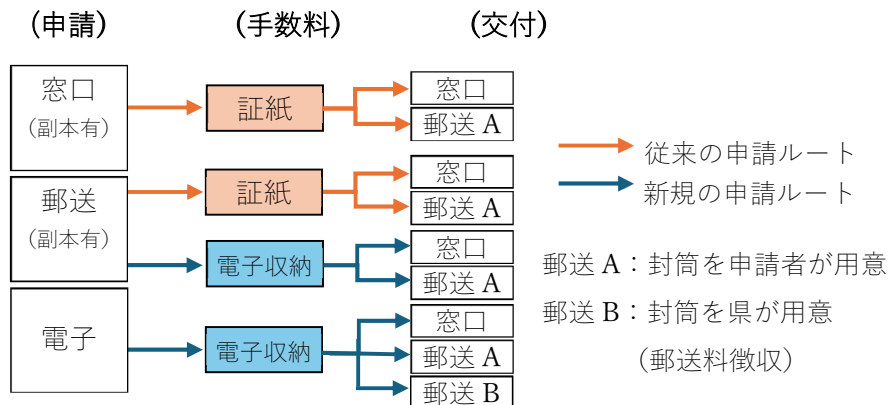 (申請)
(手数料)
(交付)
窓口
(副本有)
証紙
窓口
郵送 A
郵送
(副本有)
証紙
窓口
郵送 A
電子収納
窓口
郵送 A
電子
電子収納
窓口
郵送 A
郵送 B
従来の申請ルート
新規の申請ルート
郵送 A：封筒を申請者が用意
郵送 B：封筒を県が用意
（郵送料徴収）